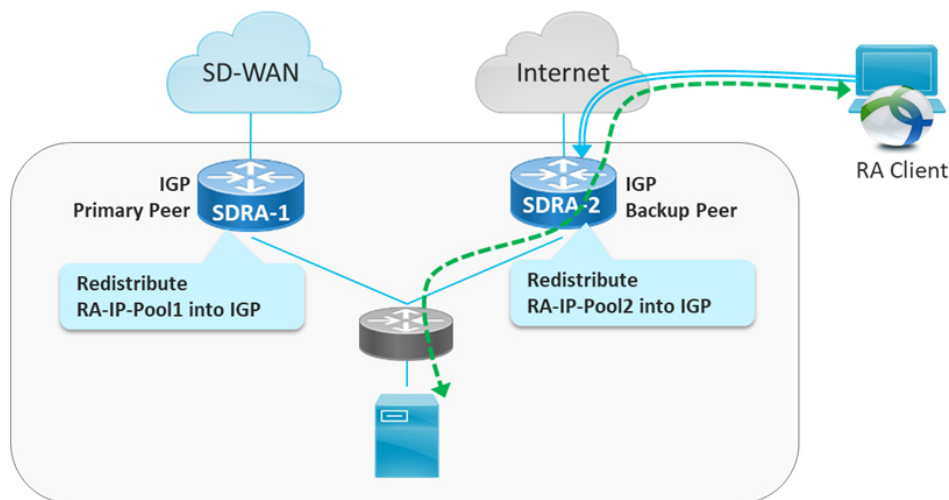 SD-WAN
Internet
RA Client
IGP
Primary Peer
SDRA-1
SDRA-2
IGP
Backup Peer
Redistribute
RA-IP-Pool1 into IGP
Redistribute
RA-IP-Pool2 into IGP